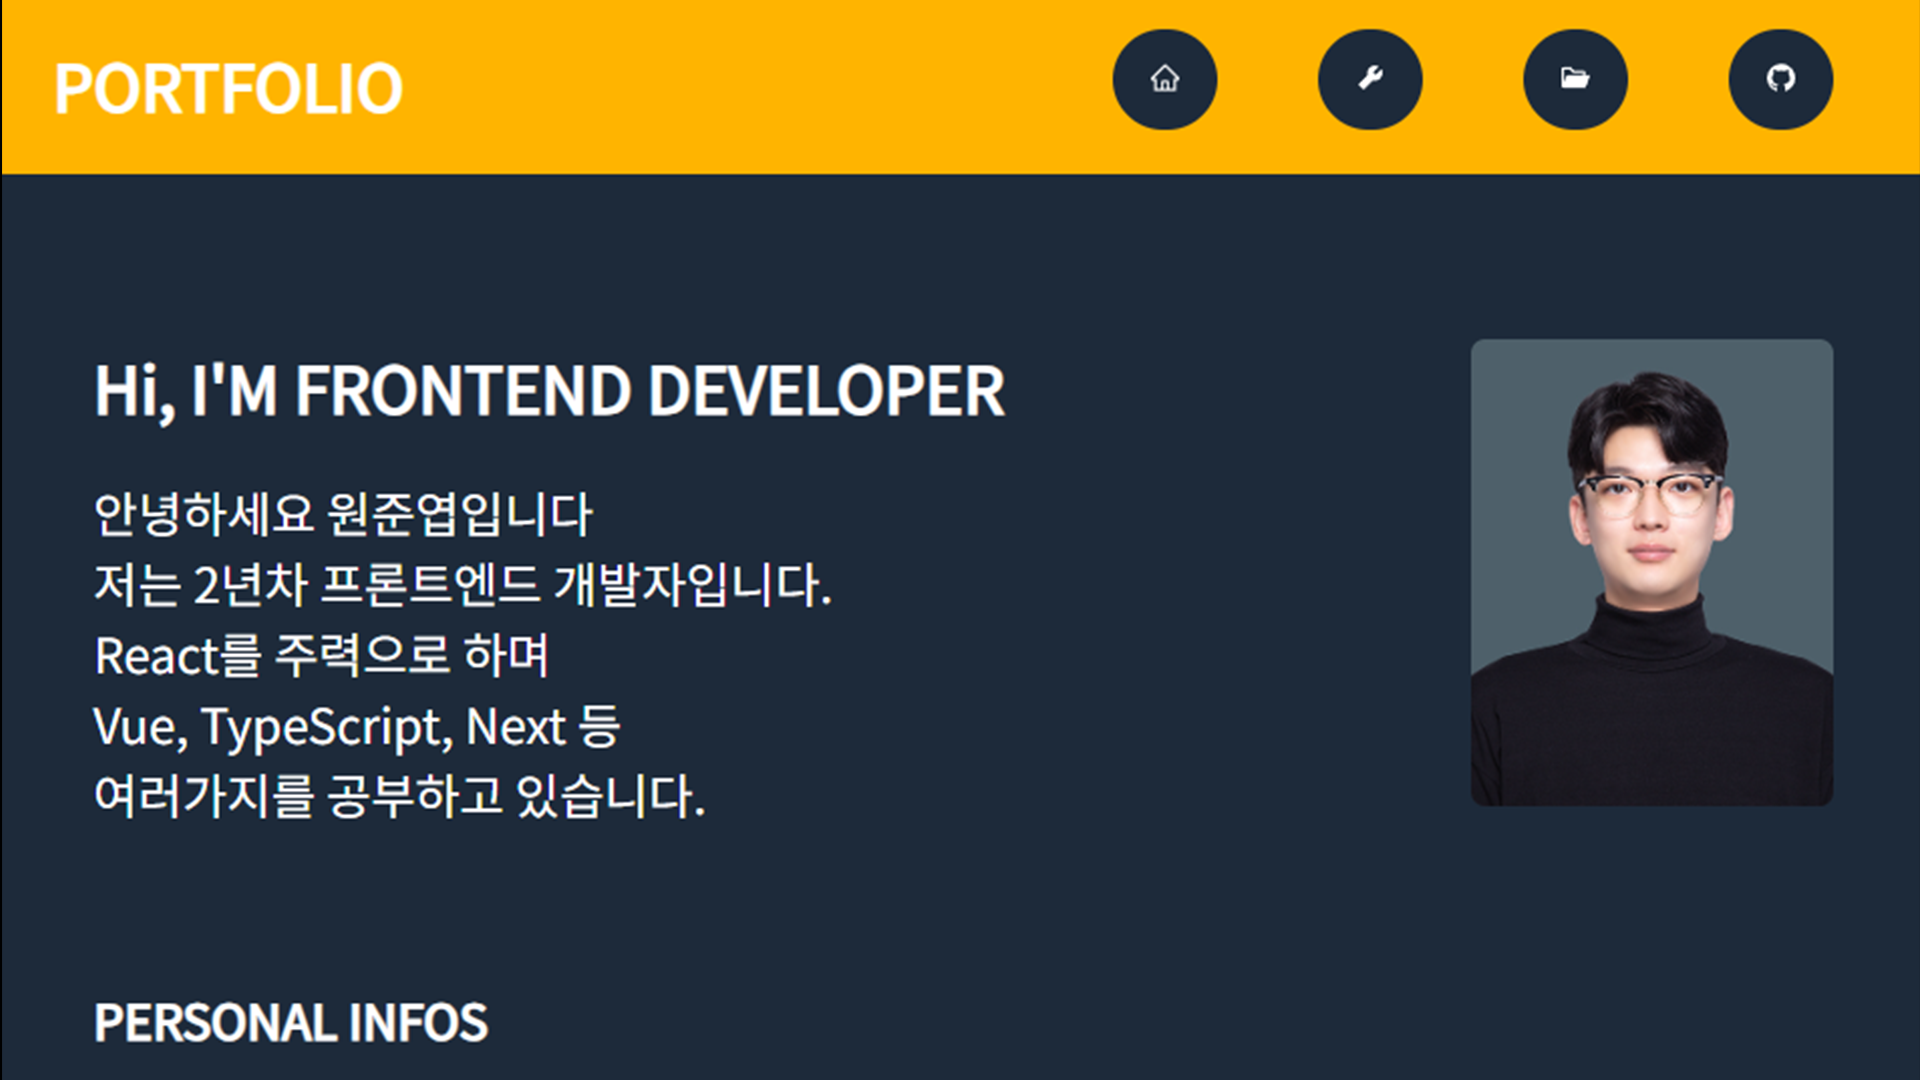 PORTFOLIO
Hi, I'M FRONTEND DEVELOPER
안녕하세요 원준엽입니다
저는 2년차 프론트엔드 개발자입니다.
React를 주력으로 하며
Vue, TypeScript, Next 등
여러가지를 공부하고 있습니다.
PERSONAL INFOS